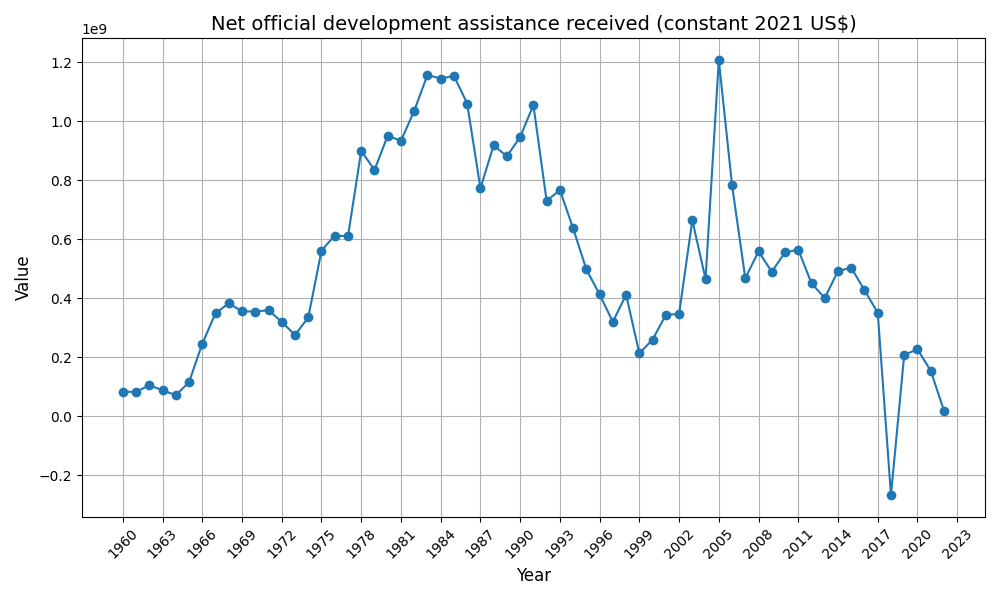 Net official development assistance received (constant 2021 US$)
1e9
1.2
1.0
0.8
0.6
0.4
0.2
0.0
−0.2
Value
1960 1963 1966 1969 1972 1975 1978 1981 1984 1987 1990 1993 1996 1999 2002 2005 2008 2011 2014 2017 2020 2023
Year